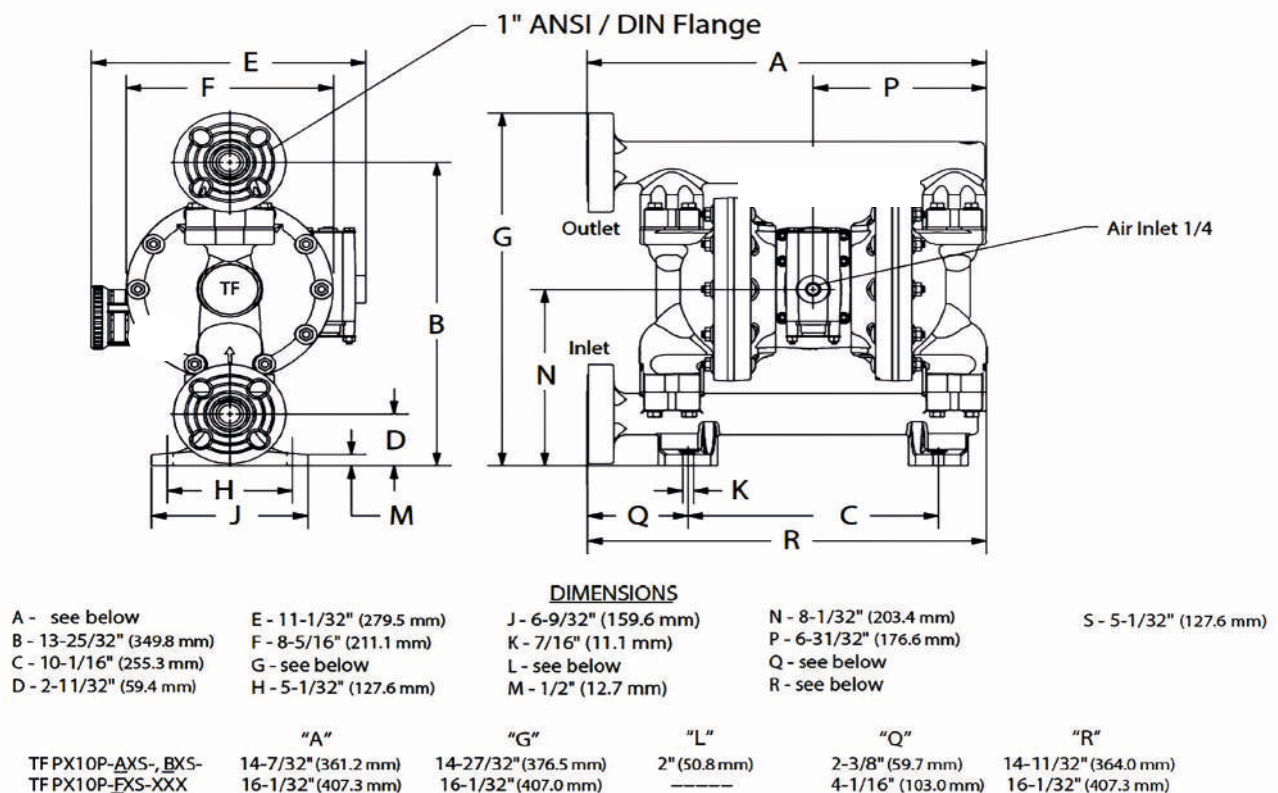 1" ANSI / DIN Flange
E
A
F
P
Outlet
Air Inlet 1/4
G
TF
B
Inlet
N
D
H
K
J
M
Q
C
R
DIMENSIONS
A - see below
B - 13-25/32" (349.8 mm)
C - 10-1/16" (255.3 mm)
D - 2-11/32" (59.4 mm)
E - 11-1/32" (279.5 mm)
F - 8-5/16" (211.1 mm)
G - see below
H - 5-1/32" (127.6 mm)
J - 6-9/32" (159.6 mm)
K - 7/16" (11.1 mm)
L - see below
M - 1/2" (12.7 mm)
N - 8-1/32" (203.4 mm)
P - 6-31/32" (176.6 mm)
Q - see below
R - see below
S - 5-1/32" (127.6 mm)
"A" "G" "L" "Q" "R"
TF PX10P-AXS-, BXS- 14-7/32" (361.2 mm) 14-27/32" (376.5 mm) 2" (50.8 mm) 2-3/8" (59.7 mm) 14-11/32" (364.0 mm)
TF PX10P-FXS-XXX 16-1/32" (407.3 mm) 16-1/32" (407.0 mm) ----- 4-1/16" (103.0 mm) 16-1/32" (407.3 mm)